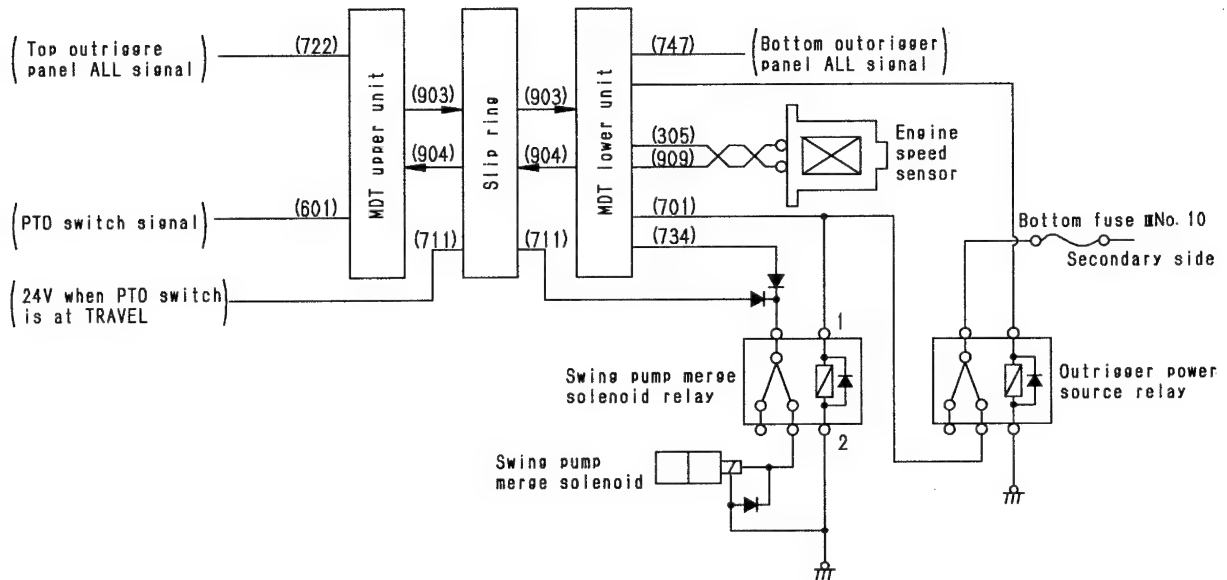 (Top outriggre
panel ALL signal)
(722)
MDT upper unit
(903)
(904)
Slip ring
(903)
(904)
MDT lower unit
(747)
(Bottom outorigger
panel ALL signal)
(305)
(909)
Engine
speed
sensor
(PTO switch signal)
(601)
(711)
(711)
(701)
(734)
(24V when PTO switch
is at TRAVEL)
Bottom fuse ⅢNo. 10
Secondary side
1
Swing pump merge
solenoid relay
2
Outrigger power
source relay
Swing pump
merge solenoid